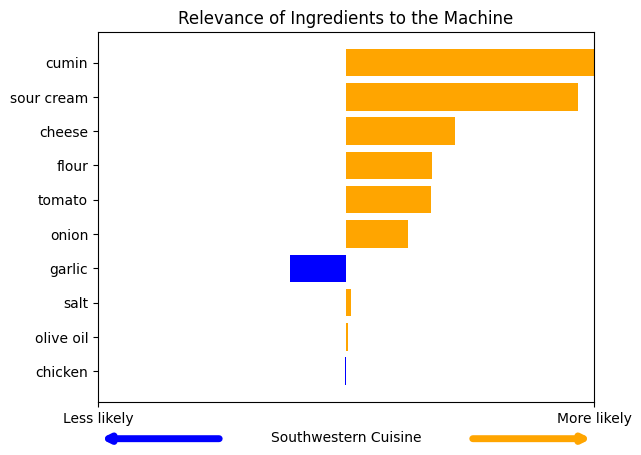 Relevance of Ingredients to the Machine
cumin
sour cream
cheese
flour
tomato
onion
garlic
salt
olive oil
chicken
Less likely
More likely
Southwestern Cuisine